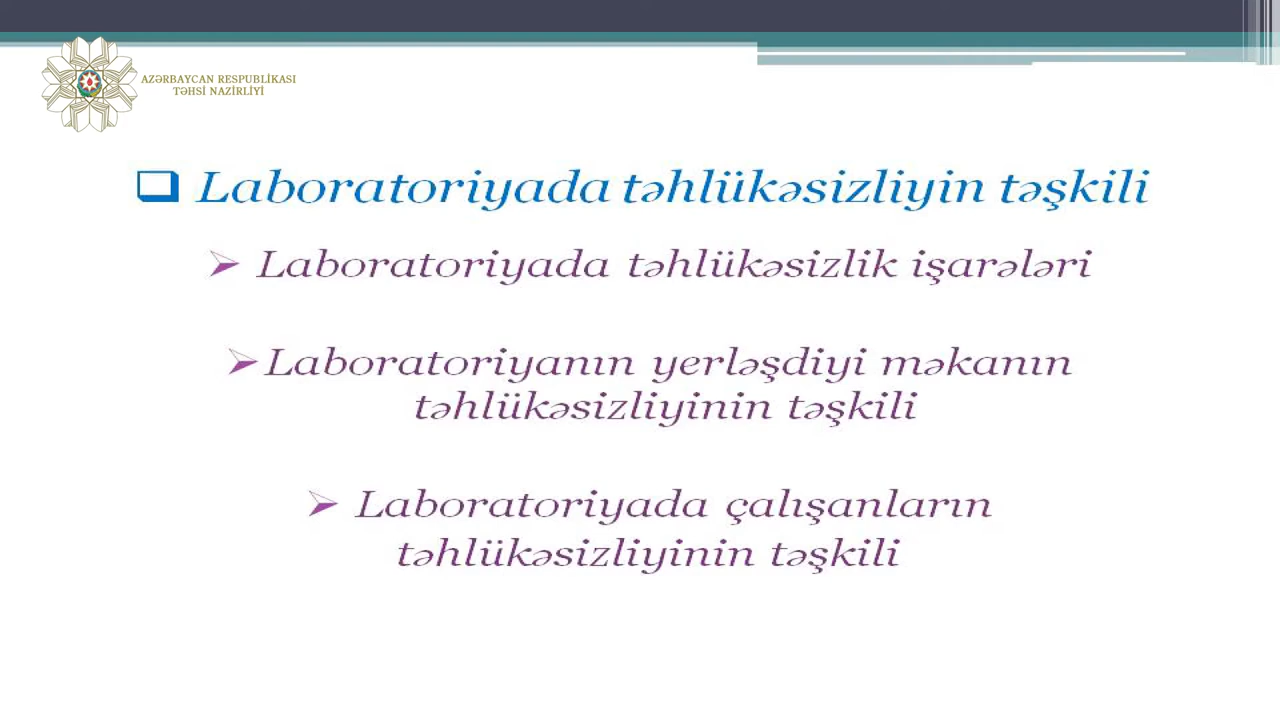 AZƏRBAYCAN RESPUBLİKASI
TƏHSİ NAZİRLİYİ
Laboratoriyada təhlükəsizliyin təşkili
Laboratoriyada təhlükəsizlik işarələri
Laboratoriyanın yerləşdiyi məkanın
təhlükəsizliyinin təşkili
Laboratoriyada çalışanların
təhlükəsizliyinin təşkili